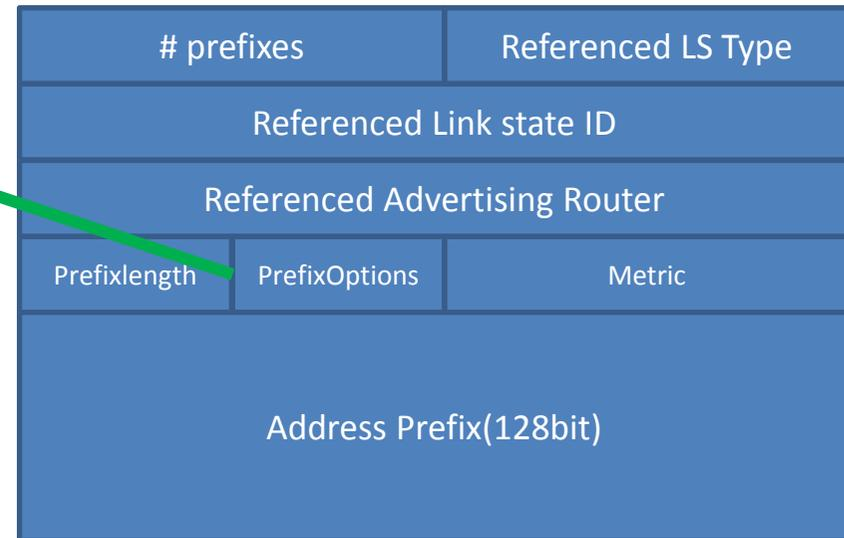 # prefixes Referenced LS Type
Referenced Link state ID
Referenced Advertising Router
Prefixlength PrefixOptions Metric
Address Prefix(128bit)